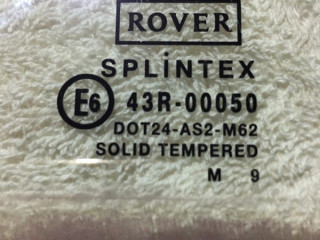 ROVER
SPLiNTEX
E6 43R-00050
DOT24-AS2-M62
SOLID TEMPERED
M 9